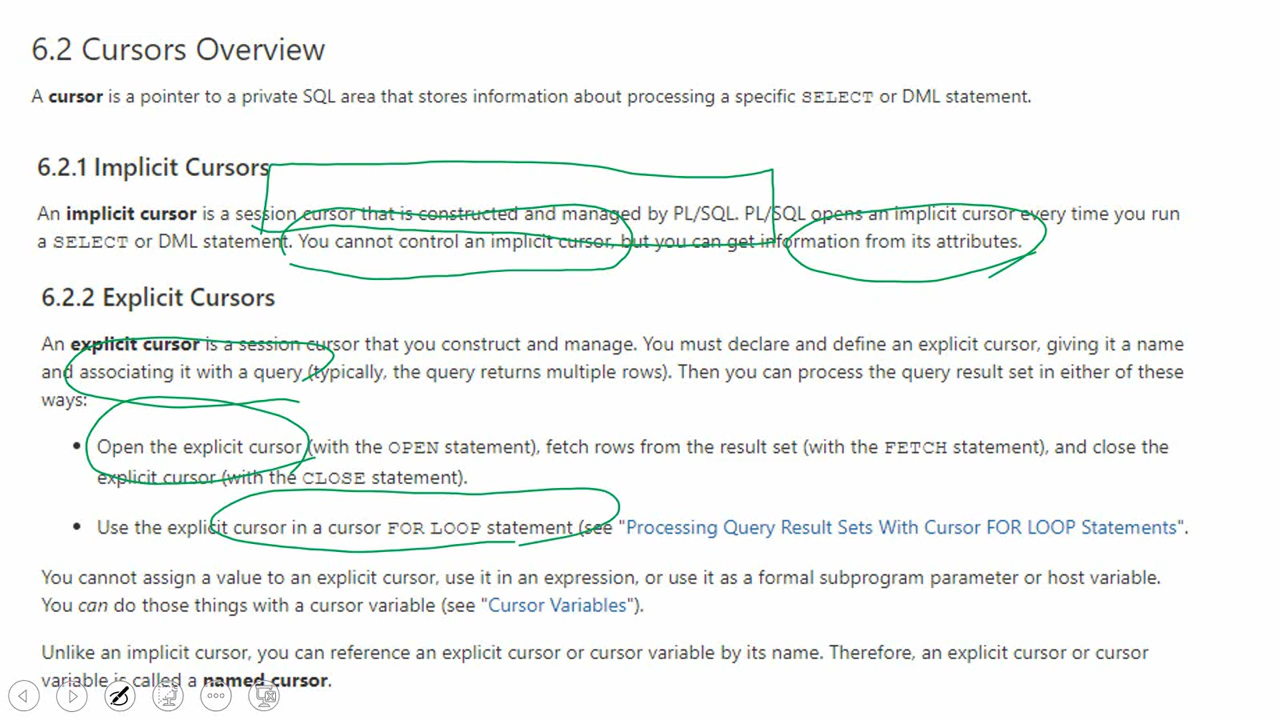 6.2 Cursors Overview
A cursor is a pointer to a private SQL area that stores information about processing a specific SELECT or DML statement.
6.2.1 Implicit Cursors
An implicit cursor is a session cursor that is constructed and managed by PL/SQL. PL/SQL opens an implicit cursor every time you run
a SELECT or DML statement. You cannot control an implicit cursor, but you can get information from its attributes.
6.2.2 Explicit Cursors
An explicit cursor is a session cursor that you construct and manage. You must declare and define an explicit cursor, giving it a name
and associating it with a query (typically, the query returns multiple rows). Then you can process the query result set in either of these
ways:
• Open the explicit cursor (with the OPEN statement), fetch rows from the result set (with the FETCH statement), and close the
explicit cursor (with the CLOSE statement).
• Use the explicit cursor in a cursor FOR LOOP statement (see "Processing Query Result Sets With Cursor FOR LOOP Statements".
You cannot assign a value to an explicit cursor, use it in an expression, or use it as a formal subprogram parameter or host variable.
You can do those things with a cursor variable (see "Cursor Variables").
Unlike an implicit cursor, you can reference an explicit cursor or cursor variable by its name. Therefore, an explicit cursor or cursor
variable is called a named cursor.